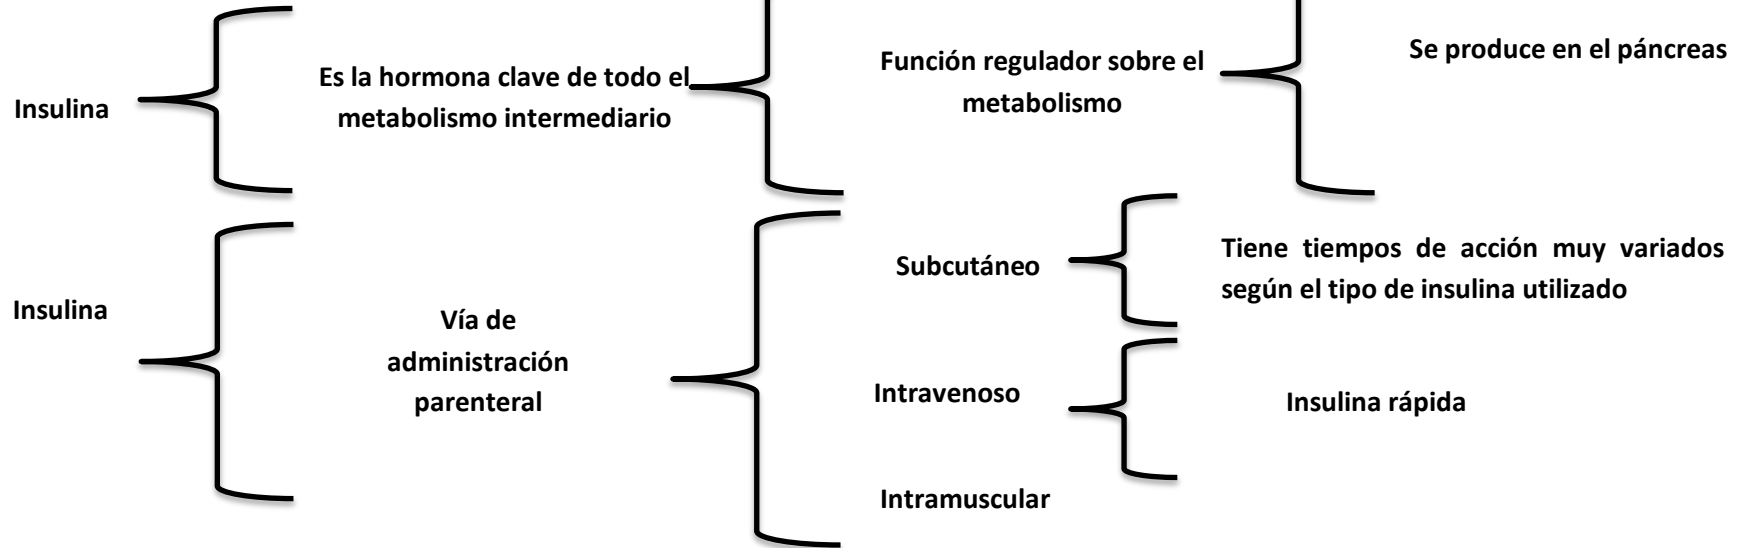 Insulina
Es la hormona clave de todo el
metabolismo intermediario
Función regulador sobre el
metabolismo
Se produce en el páncreas
Insulina
Vía de
administración
parenteral
Subcutáneo
Tiene tiempos de acción muy variados
según el tipo de insulina utilizado
Intravenoso
Insulina rápida
Intramuscular